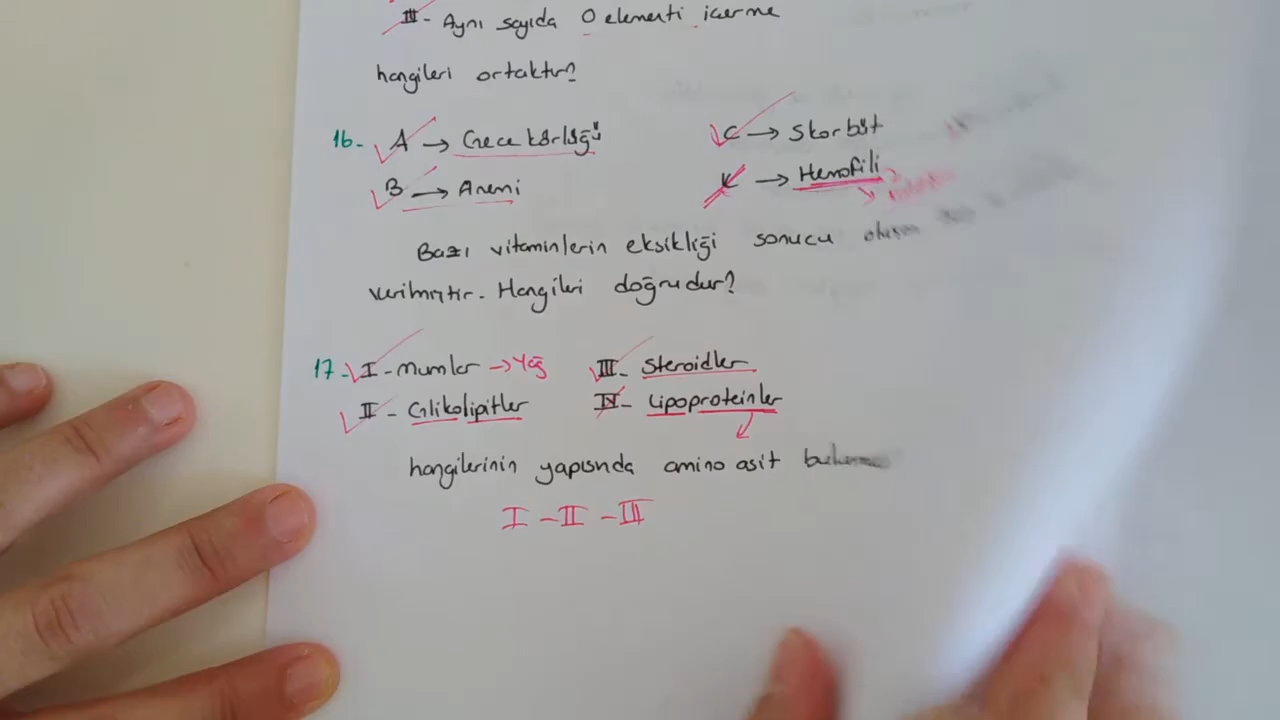 III- Aynı sayıda O elementi içerme
hangileri ortaktır?
16- A → Gece körlüğü C → Skorbüt
B → Anemi K → Hemofili
Bazı vitaminlerin eksikliği sonucu oluşan
verilmiştir. Hangileri doğrudur?
17- I - mumlar → Yağ III- Steroidler
II - Glikolipitler IV- Lipoproteinler
hangilerinin yapısında amino asit
I - II - III